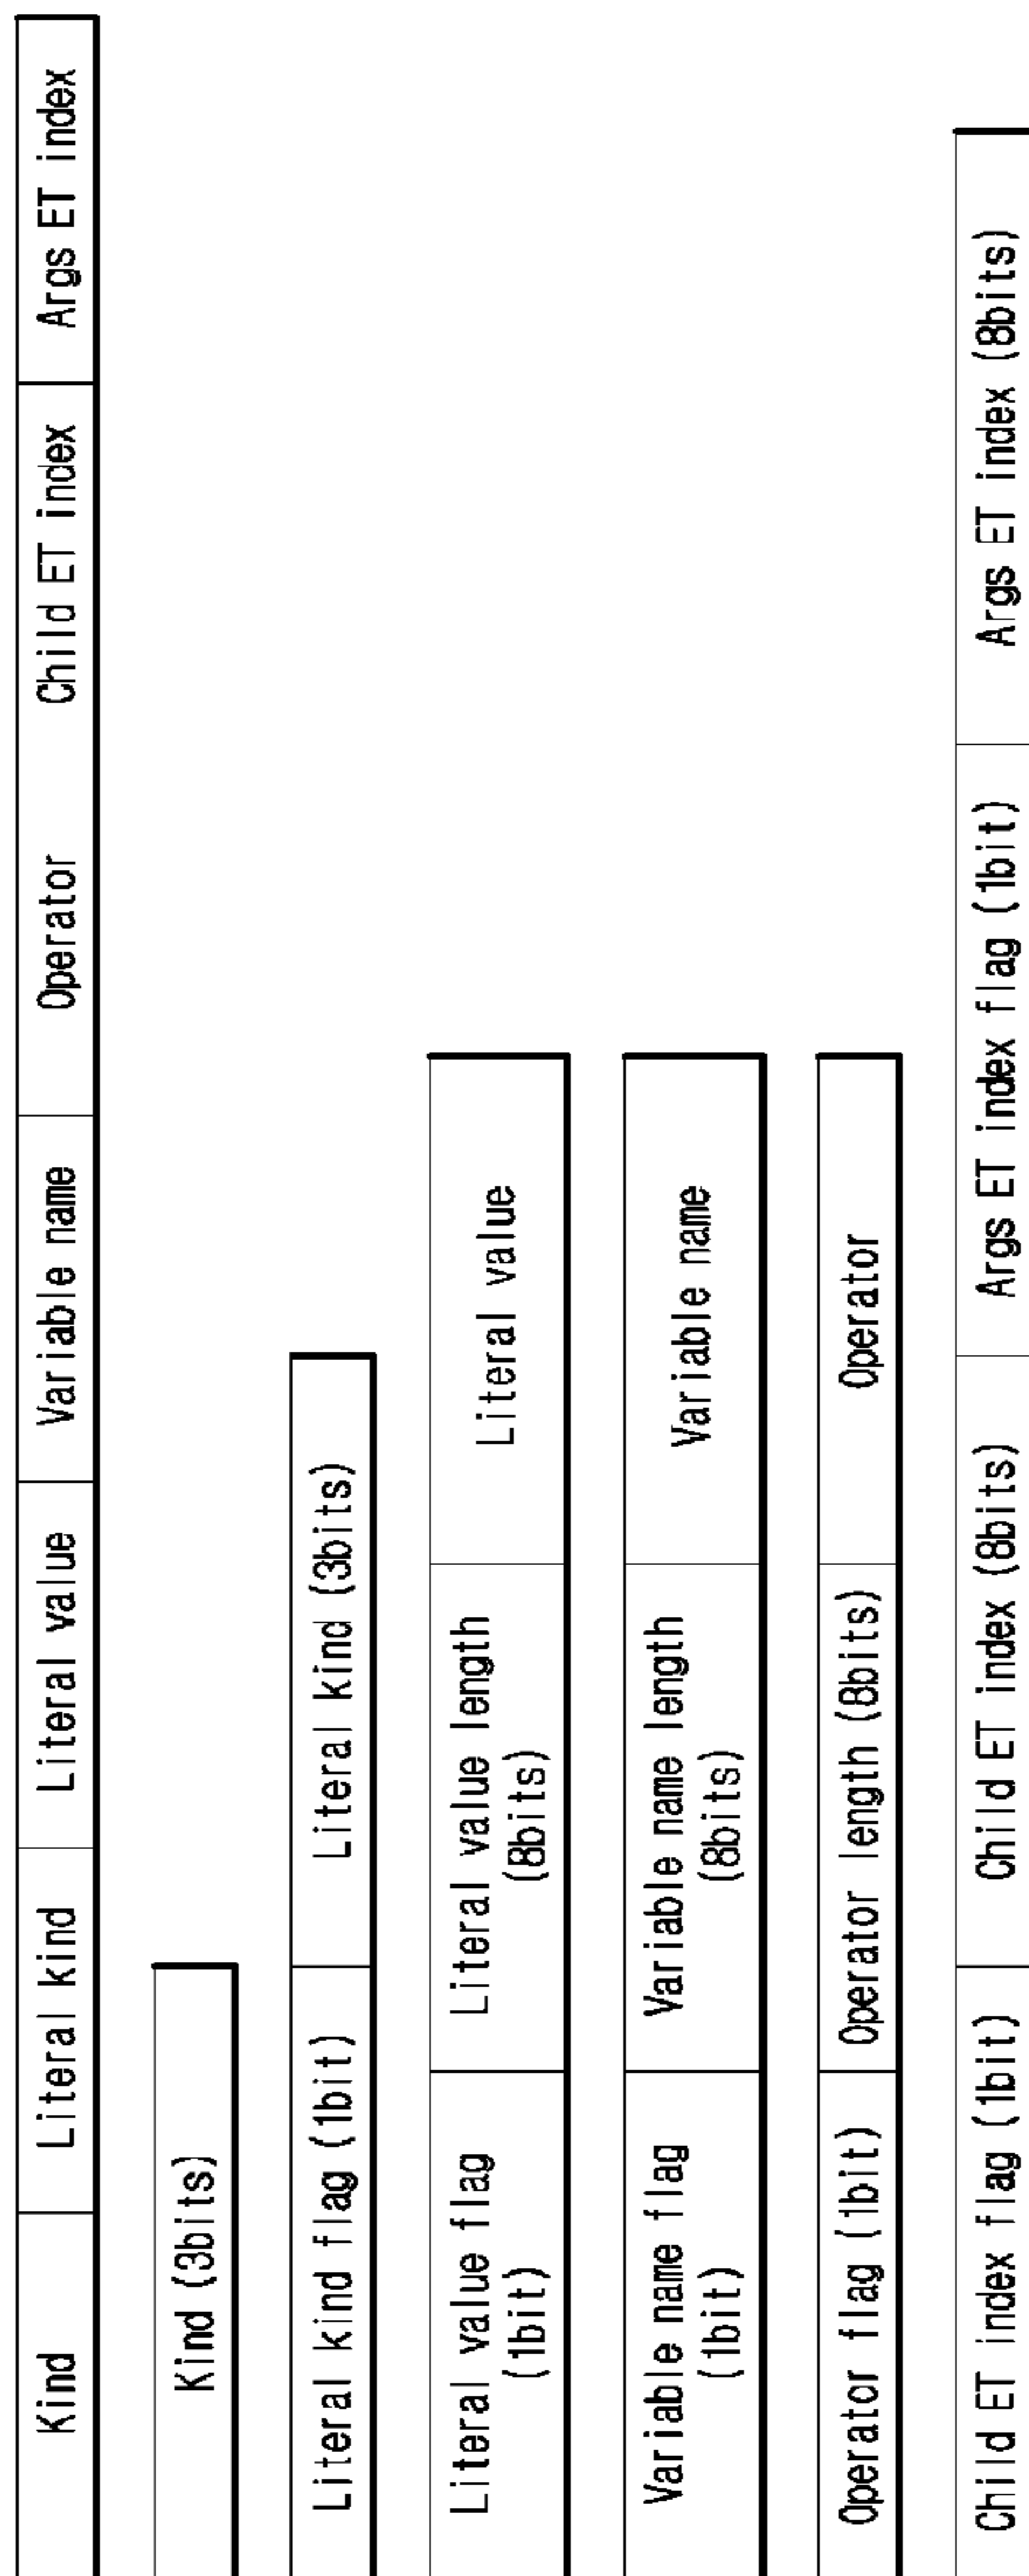 Kind
Literal kind
Literal value
Variable name
Operator
Child ET index
Args ET index
Kind (3bits)
Literal kind flag (1bit)
Literal kind (3bits)
Literal value flag
(1bit)
Literal value length
(8bits)
Literal value
Variable name flag
(1bit)
Variable name length
(8bits)
Variable name
Operator flag (1bit)
Operator length (8bits)
Operator
Child ET index flag (1bit)
Child ET index (8bits)
Args ET index flag (1bit)
Args ET index (8bits)